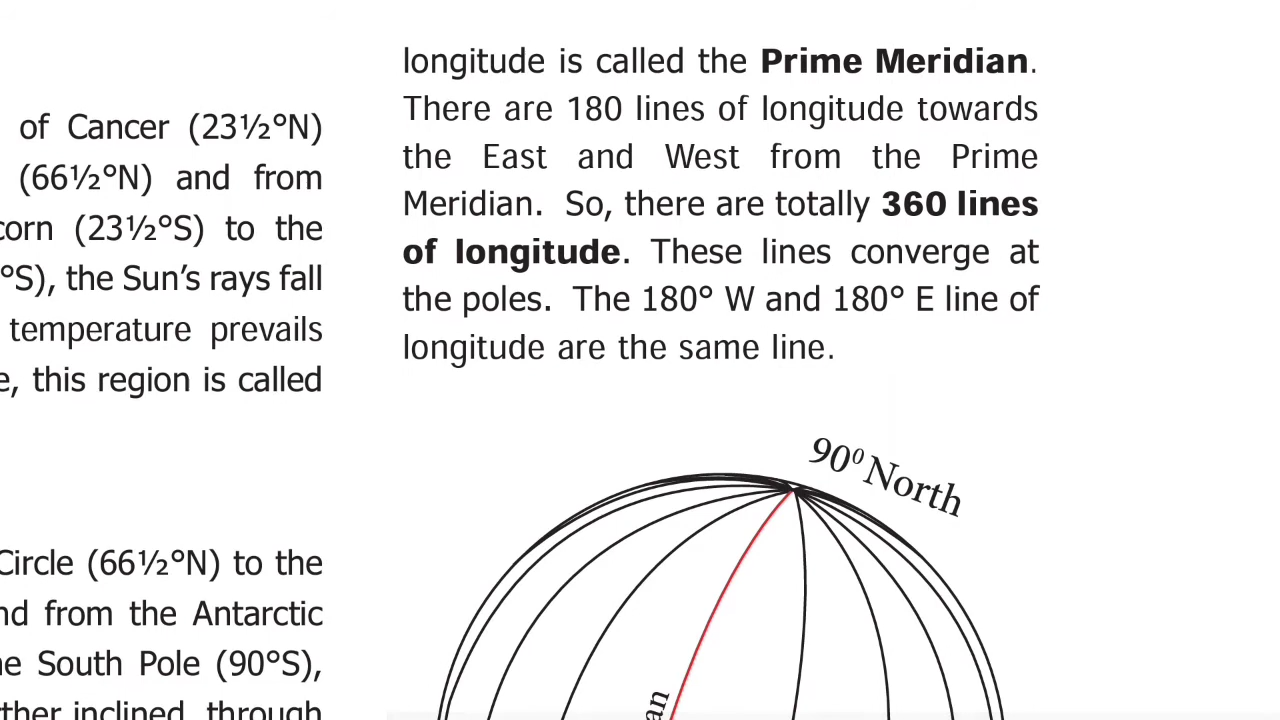 of Cancer (23½°N)
(66½°N) and from
(23½°S) to the
°S), the Sun's rays fall
temperature prevails
this region is called
Circle (66½°N) to the
from the Antarctic
South Pole (90°S),
inclined, through
longitude is called the Prime Meridian.
There are 180 lines of longitude towards
the East and West from the Prime
Meridian. So, there are totally 360 lines
of longitude. These lines converge at
the poles. The 180° W and 180° E line of
longitude are the same line.
90⁰ North